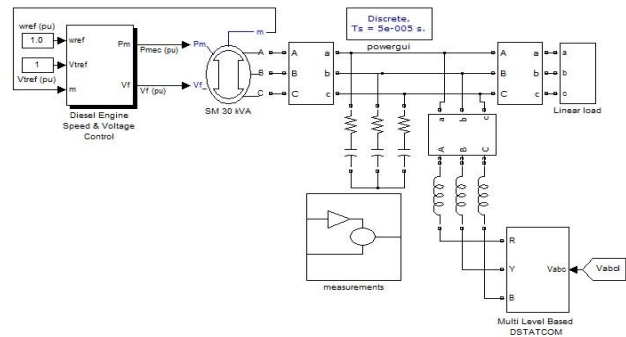 wref (pu)
1.0
wref
1
Vtref
Vtref (pu)
m
Pm
Vf
Pmec (pu)
Vf (pu)
Diesel Engine
Speed & Voltage
Control
m
Pm
Vf_
A
B
C
SM 30 kVA
A
B
C
a
b
c
Discrete,
Ts = 5e-005 s.
powergui
A
B
C
a
b
c
a
b
c
Linear load
a
b
c
A
B
C
measurements
R
Y
B
Vabc
Vabcl
Multi Level Based
DSTATCOM